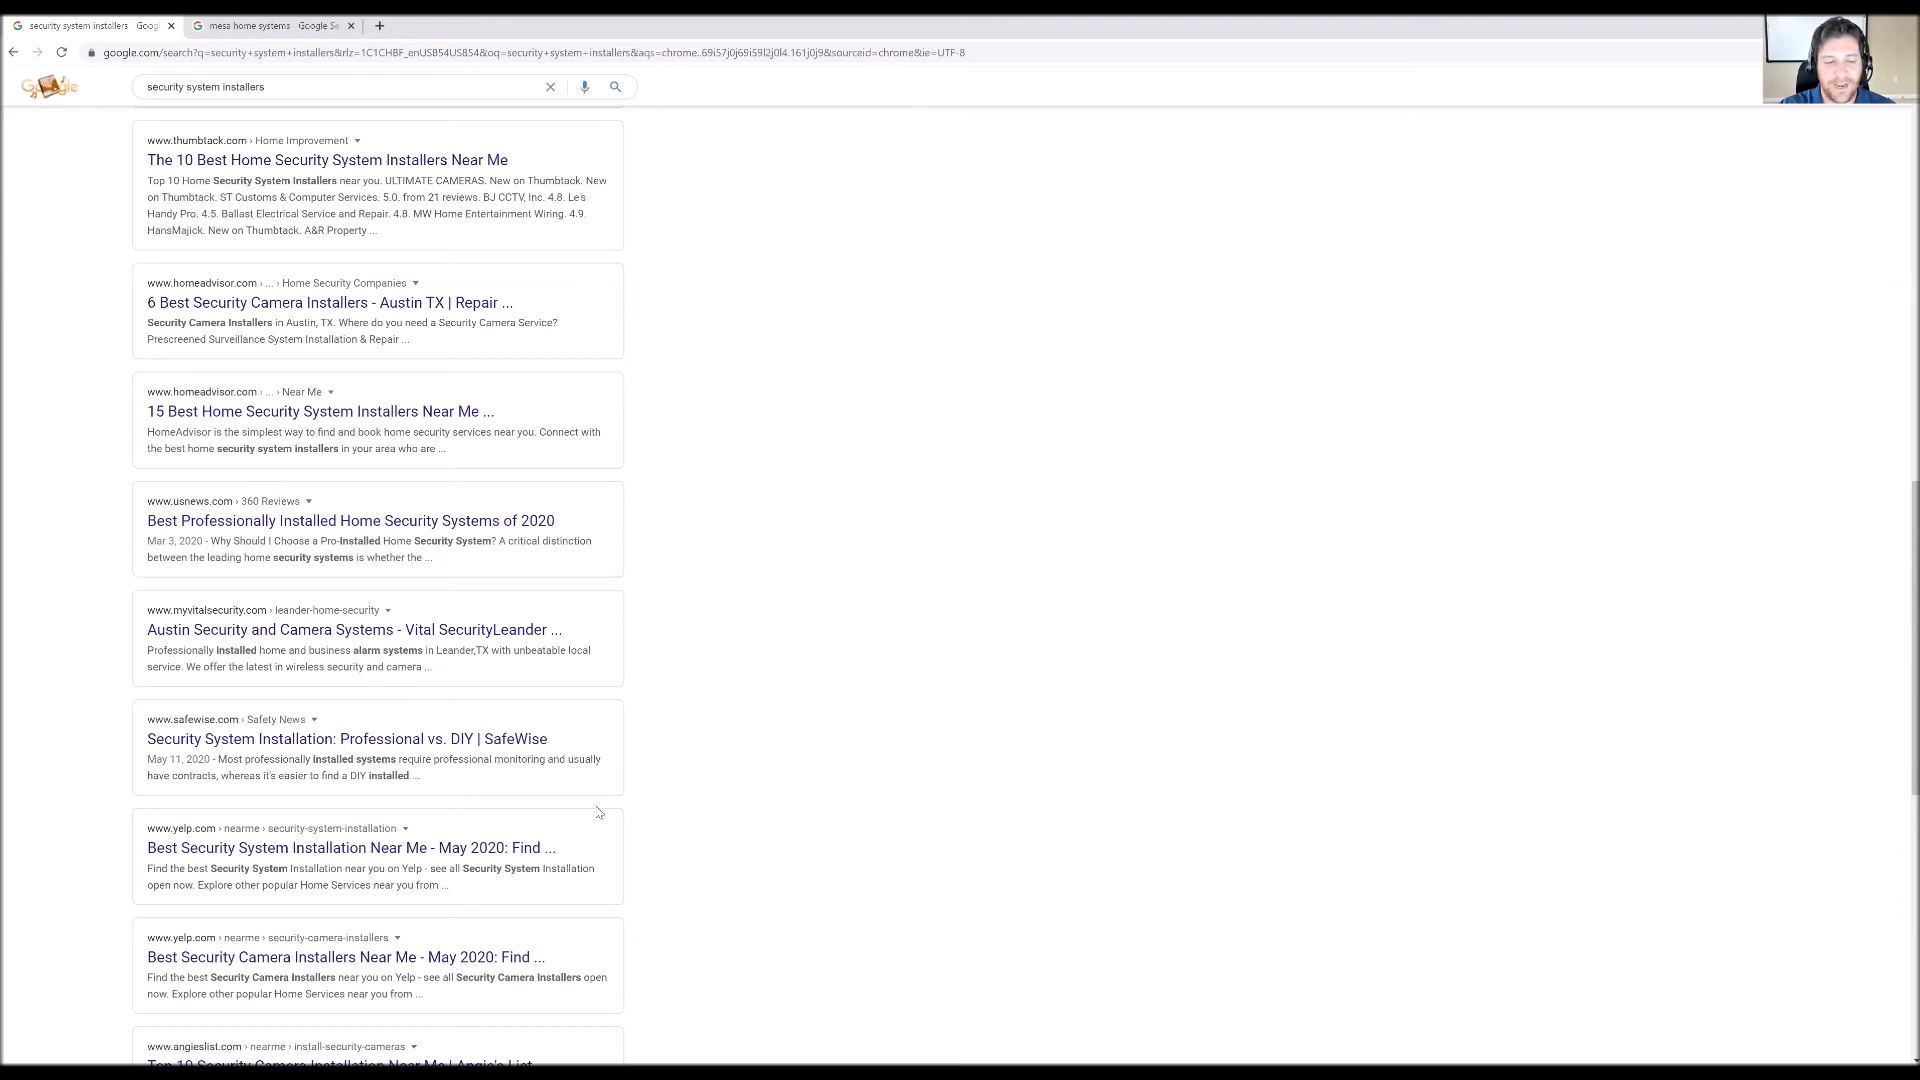 security system installers - Goog
mesa home systems - Google Se
google.com/search?q=security+system+installers&rlz=1C1CHBF_enUS854US854&oq=security+system+installers&aqs=chrome..69i57j0j69i59l2j0l4.161j0j9&sourceid=chrome&ie=UTF-8
security system installers
www.thumbtack.com › Home Improvement
The 10 Best Home Security System Installers Near Me
Top 10 Home Security System Installers near you. ULTIMATE CAMERAS. New on Thumbtack. New
on Thumbtack. ST Customs & Computer Services. 5.0. from 21 reviews. BJ CCTV, Inc. 4.8. Le's
Handy Pro. 4.5. Ballast Electrical Service and Repair. 4.8. MW Home Entertainment Wiring. 4.9.
HansMajick. New on Thumbtack. A&R Property ...
www.homeadvisor.com › ... › Home Security Companies
6 Best Security Camera Installers - Austin TX | Repair ...
Security Camera Installers in Austin, TX. Where do you need a Security Camera Service?
Prescreened Surveillance System Installation & Repair ...
www.homeadvisor.com › ... › Near Me
15 Best Home Security System Installers Near Me ...
HomeAdvisor is the simplest way to find and book home security services near you. Connect with
the best home security system installers in your area who are ...
www.usnews.com › 360 Reviews
Best Professionally Installed Home Security Systems of 2020
Mar 3, 2020 - Why Should I Choose a Pro-Installed Home Security System? A critical distinction
between the leading home security systems is whether the ...
www.myvitalsecurity.com › leander-home-security
Austin Security and Camera Systems - Vital SecurityLeander ...
Professionally installed home and business alarm systems in Leander,TX with unbeatable local
service. We offer the latest in wireless security and camera ...
www.safewise.com › Safety News
Security System Installation: Professional vs. DIY | SafeWise
May 11, 2020 - Most professionally installed systems require professional monitoring and usually
have contracts, whereas it's easier to find a DIY installed ...
www.yelp.com › nearme › security-system-installation
Best Security System Installation Near Me - May 2020: Find ...
Find the best Security System Installation near you on Yelp - see all Security System Installation
open now. Explore other popular Home Services near you from ...
www.yelp.com › nearme › security-camera-installers
Best Security Camera Installers Near Me - May 2020: Find ...
Find the best Security Camera Installers near you on Yelp - see all Security Camera Installers open
now. Explore other popular Home Services near you from ...
www.angieslist.com › nearme › install-security-cameras
Top 10 Security Camera Installation Near Me | Angie's List